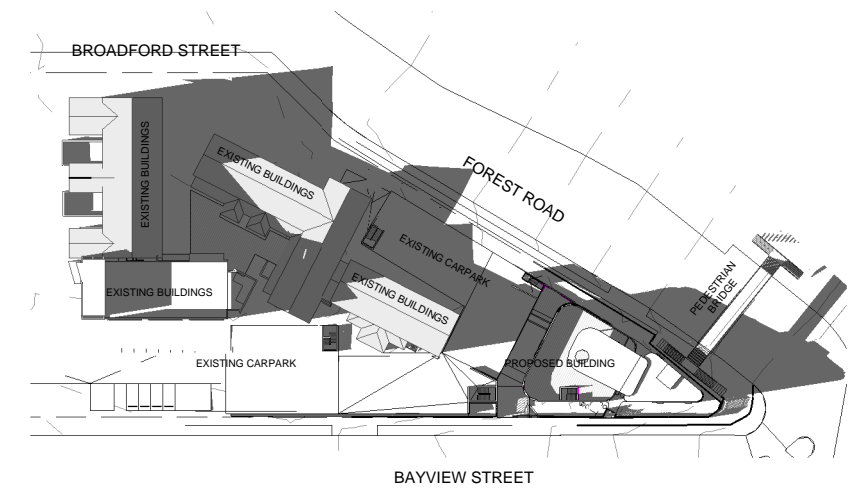 BROADFORD STREET
EXISTING BUILDINGS
EXISTING BUILDINGS
FOREST ROAD
EXISTING CARPARK
EXISTING BUILDINGS
EXISTING BUILDINGS
PEDESTRIAN
BRIDGE
EXISTING CARPARK
PROPOSED BUILDING
BAYVIEW STREET